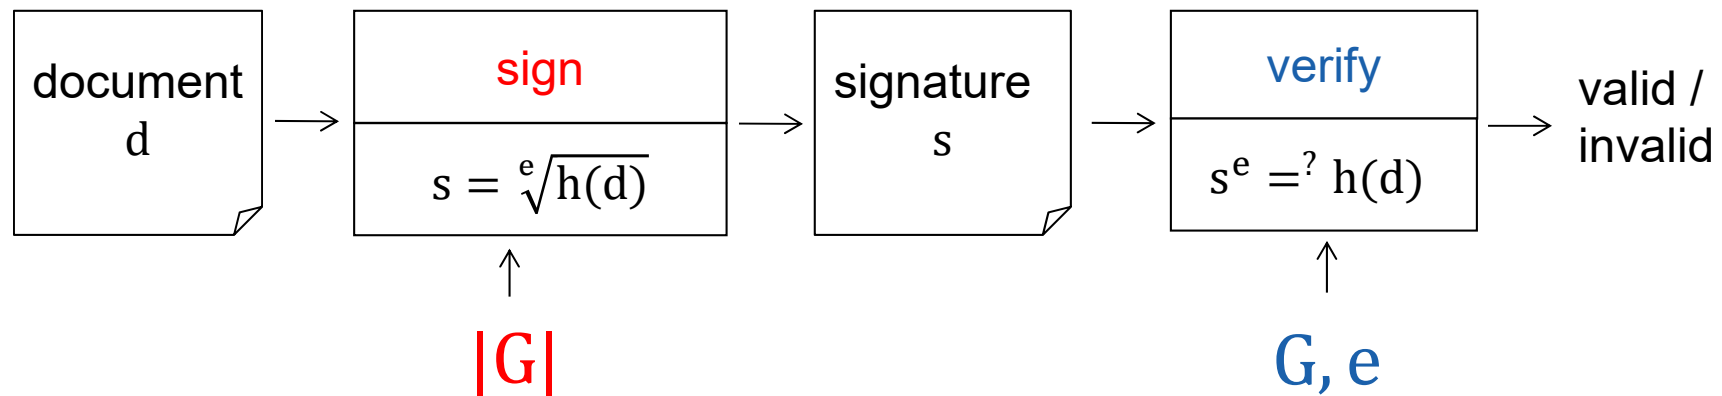 document
d
sign
s = ᵉ√h(d)
|G|
signature
s
verify
sᵉ =ˀ h(d)
G, e
valid /
invalid